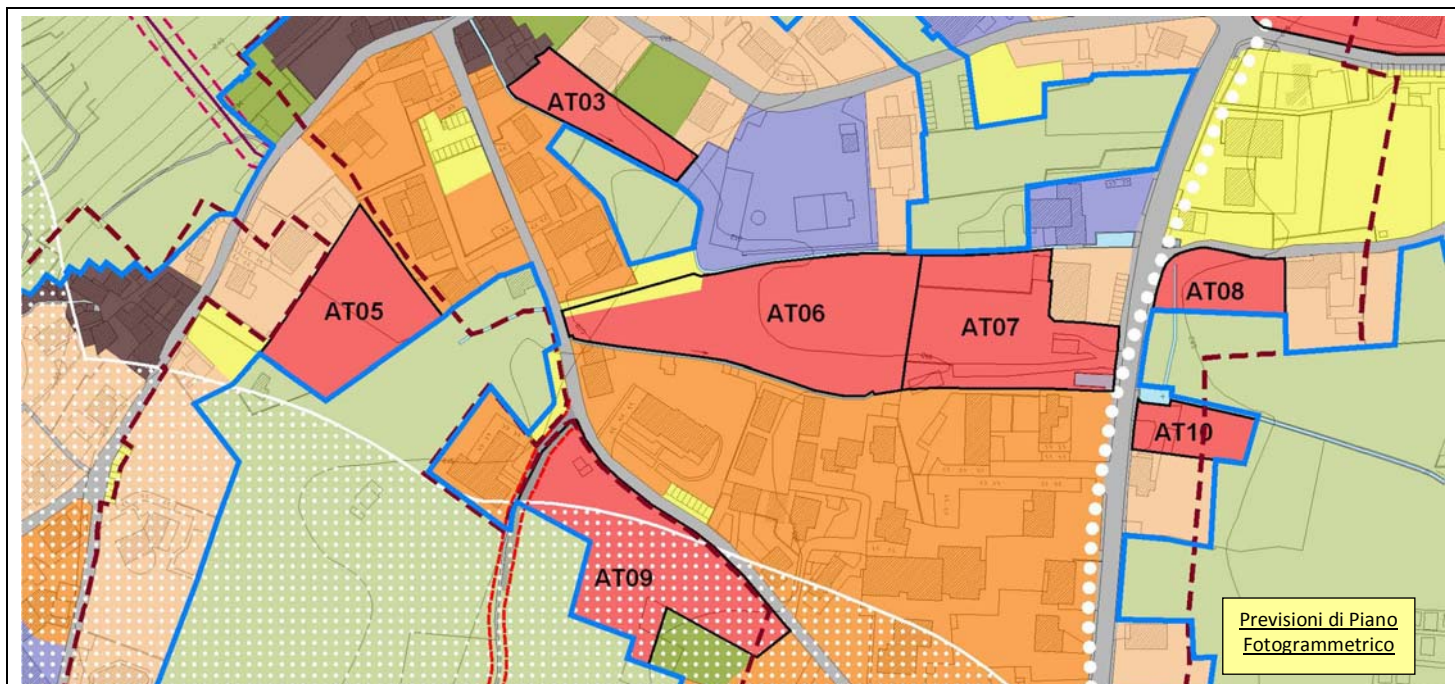 AT03
AT05
AT06
AT07
AT08
AT10
AT09
Previsioni di Piano
Fotogrammetrico